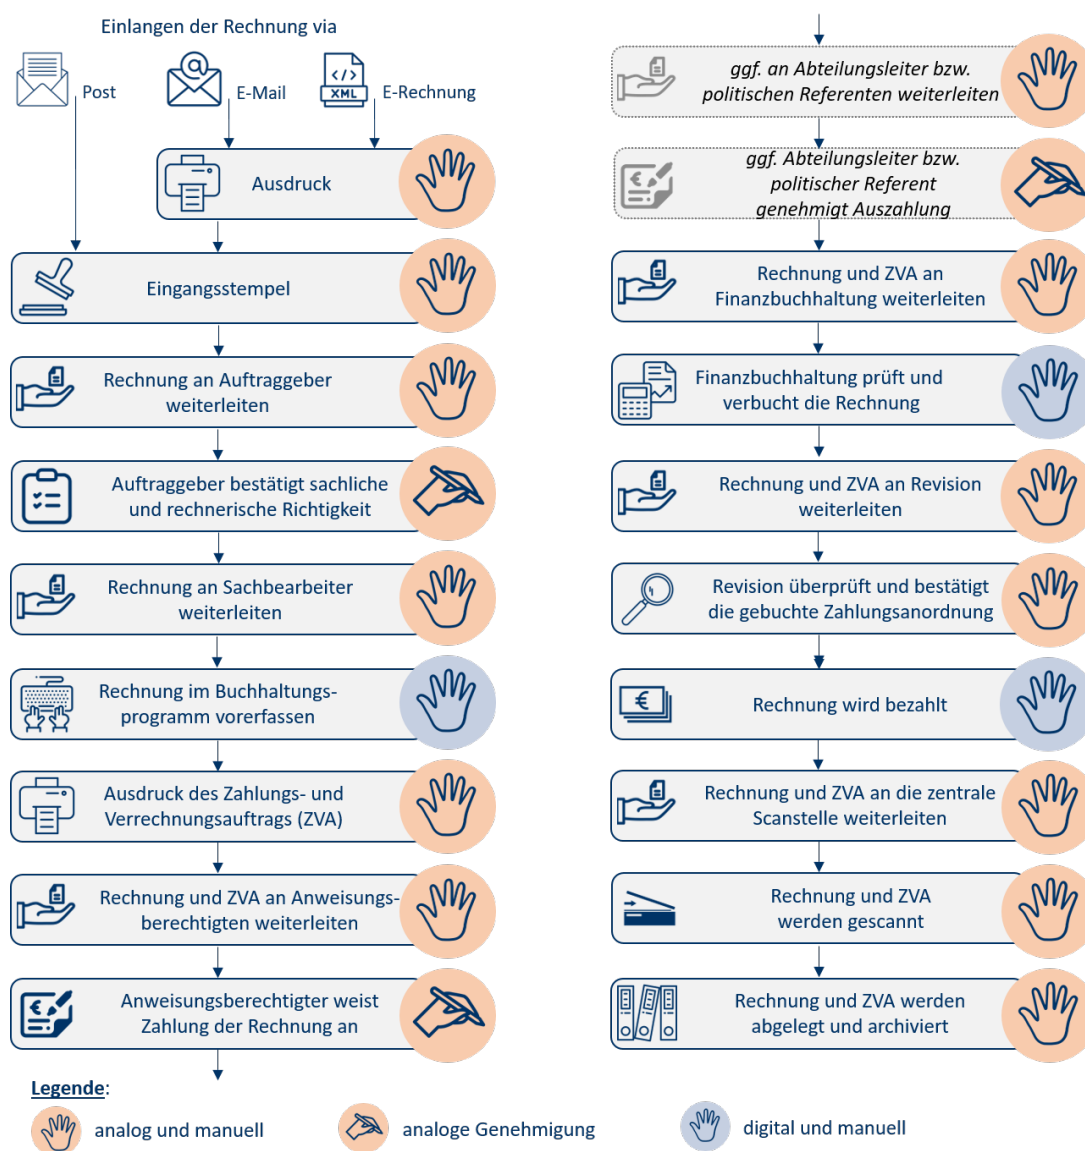 Einlangen der Rechnung via
Post
E-Mail
</>
XML
E-Rechnung
Ausdruck
Eingangsstempel
Rechnung an Auftraggeber
weiterleiten
Auftraggeber bestätigt sachliche
und rechnerische Richtigkeit
Rechnung an Sachbearbeiter
weiterleiten
Rechnung im Buchhaltungs-
programm vorerfassen
Ausdruck des Zahlungs- und
Verrechnungsauftrags (ZVA)
Rechnung und ZVA an Anweisungs-
berechtigten weiterleiten
Anweisungsberechtigter weist
Zahlung der Rechnung an
ggf. an Abteilungsleiter bzw.
politischen Referenten weiterleiten
ggf. Abteilungsleiter bzw.
politischer Referent
genehmigt Auszahlung
Rechnung und ZVA an
Finanzbuchhaltung weiterleiten
Finanzbuchhaltung prüft und
verbucht die Rechnung
Rechnung und ZVA an Revision
weiterleiten
Revision überprüft und bestätigt
die gebuchte Zahlungsanordnung
Rechnung wird bezahlt
Rechnung und ZVA an die zentrale
Scanstelle weiterleiten
Rechnung und ZVA
werden gescannt
Rechnung und ZVA werden
abgelegt und archiviert
Legende:
analog und manuell
analoge Genehmigung
digital und manuell